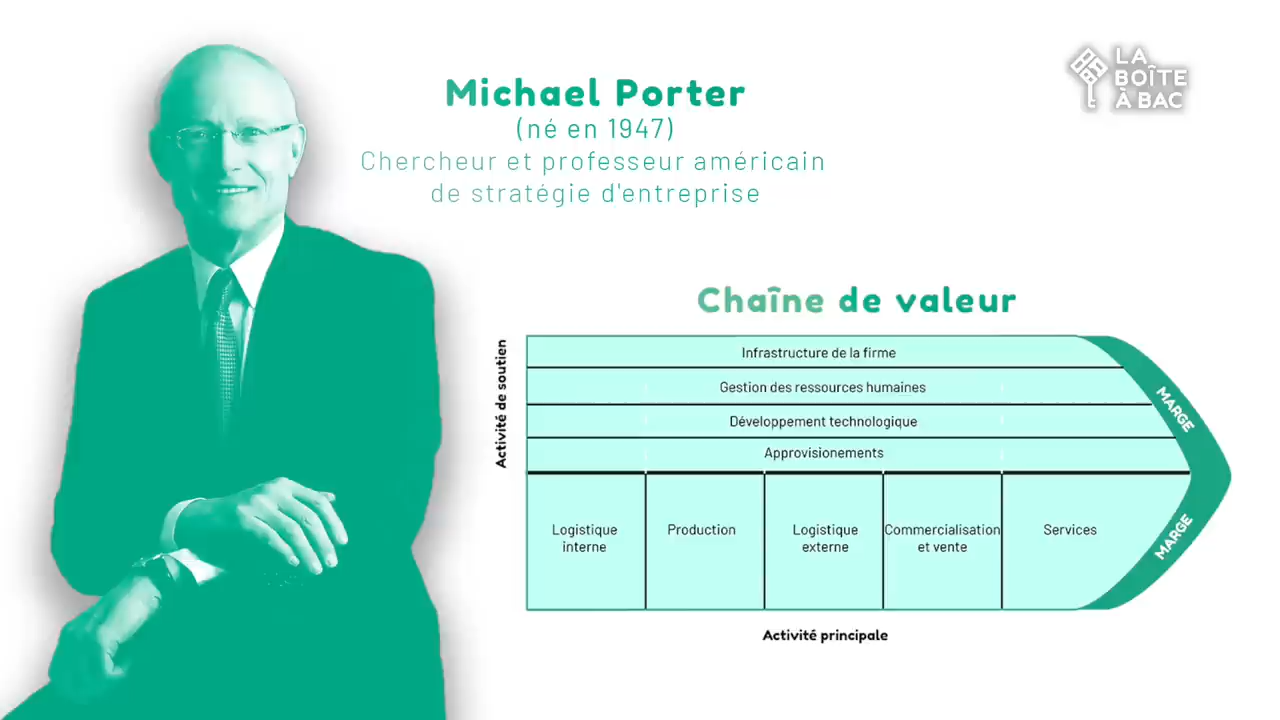 Michael Porter
(né en 1947)
Chercheur et professeur américain
de stratégie d'entreprise
LA
BOÎTE
À BAC
Chaîne de valeur
Activité de soutien
Infrastructure de la firme
Gestion des ressources humaines
Développement technologique
Approvisionements
MARGE
Logistique
interne
Production
Logistique
externe
Commercialisation
et vente
Services
MARGE
Activité principale